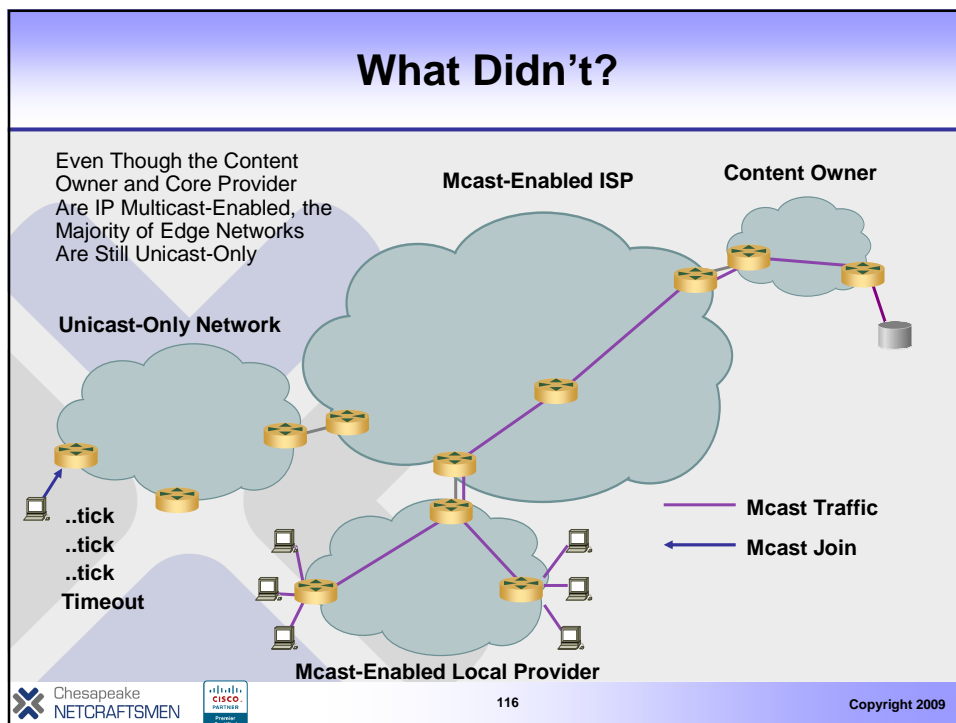 What Didn't?
Even Though the Content
Owner and Core Provider
Are IP Multicast-Enabled, the
Majority of Edge Networks
Are Still Unicast-Only
Mcast-Enabled ISP
Content Owner
Unicast-Only Network
..tick
..tick
..tick
Timeout
Mcast Traffic
Mcast Join
Mcast-Enabled Local Provider
Chesapeake
NETCRAFTSMEN
CISCO
PARTNER
Premier
116
Copyright 2009